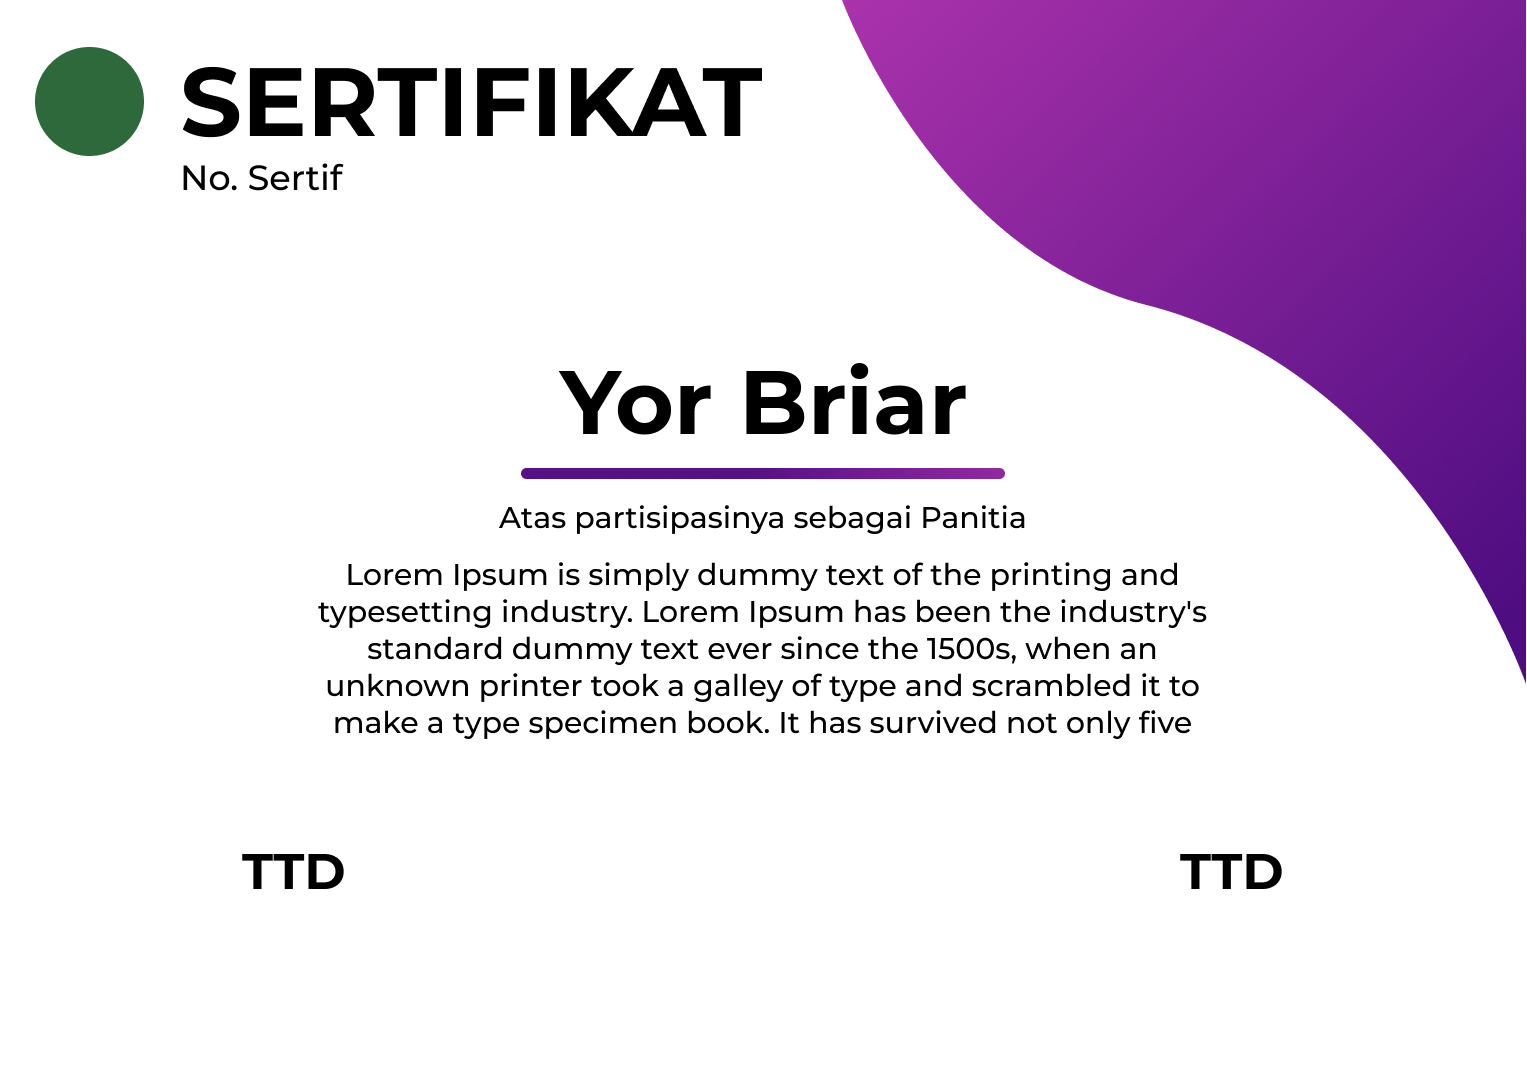 SERTIFIKAT
No. Sertif
Yor Briar
Atas partisipasinya sebagai Panitia
Lorem Ipsum is simply dummy text of the printing and
typesetting industry. Lorem Ipsum has been the industry's
standard dummy text ever since the 1500s, when an
unknown printer took a galley of type and scrambled it to
make a type specimen book. It has survived not only five
TTD
TTD